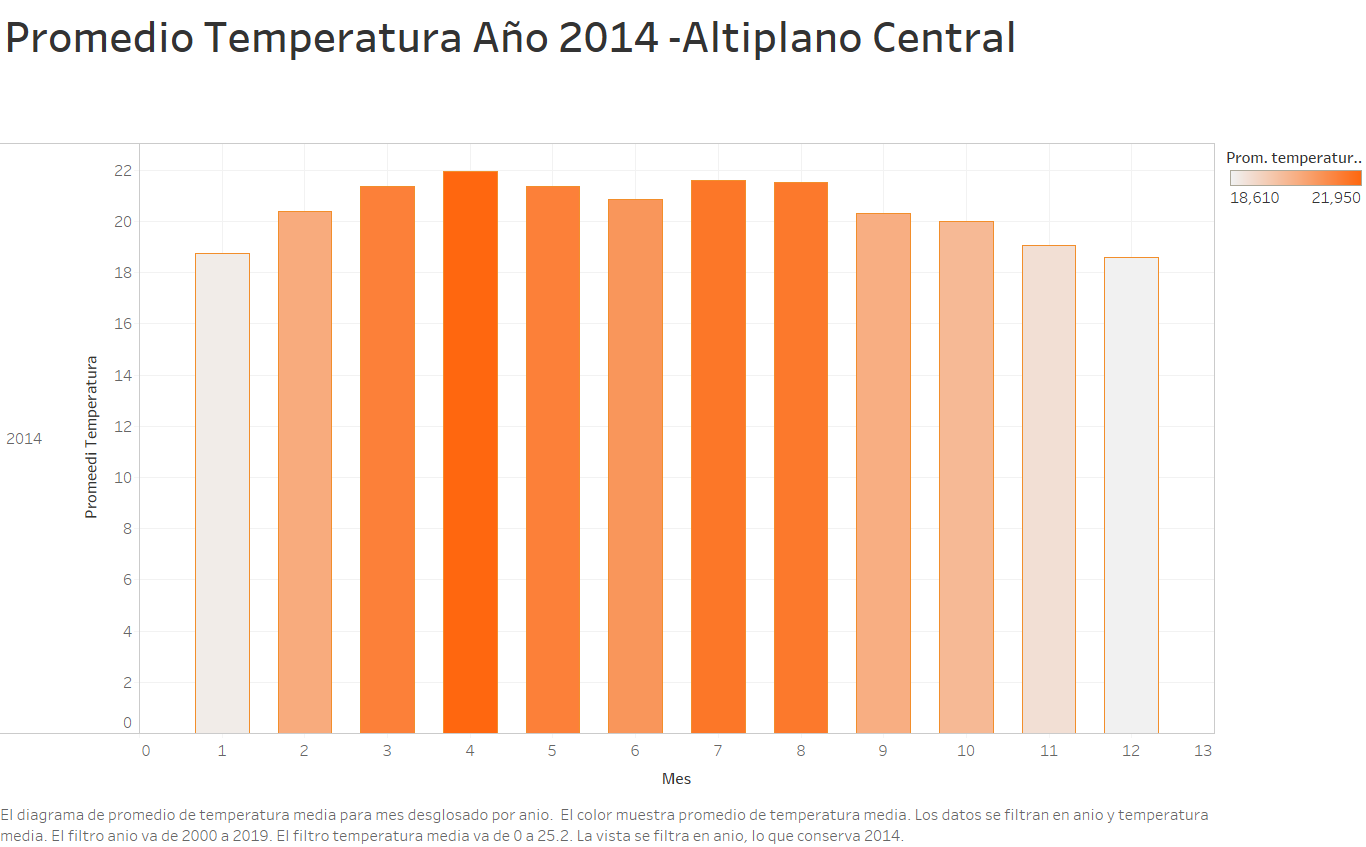 Promedio Temperatura Año 2014 -Altiplano Central
Prom. temperatur..
18,610 21,950
22
20
18
16
14
12
10
8
6
4
2
0
Promeedi Temperatura
2014
0 1 2 3 4 5 6 7 8 9 10 11 12 13
Mes
El diagrama de promedio de temperatura media para mes desglosado por anio.  El color muestra promedio de temperatura media. Los datos se filtran en anio y temperatura
media. El filtro anio va de 2000 a 2019. El filtro temperatura media va de 0 a 25.2. La vista se filtra en anio, lo que conserva 2014.